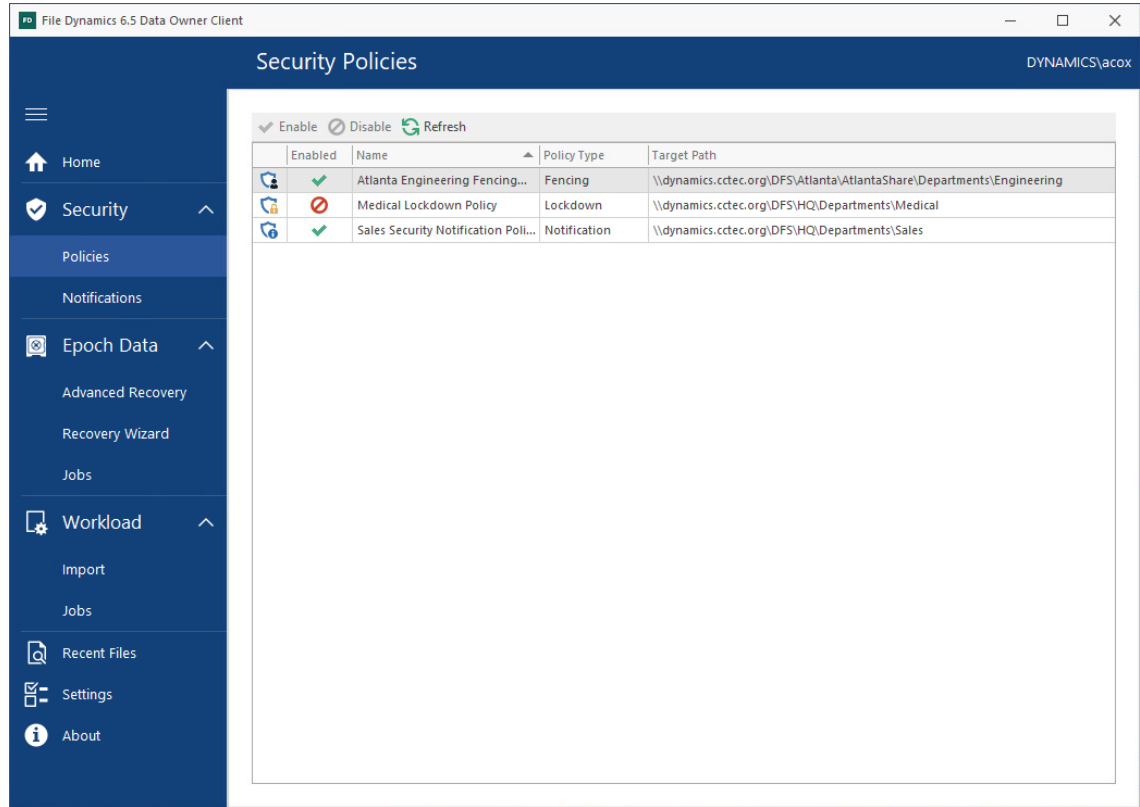 FD File Dynamics 6.5 Data Owner Client
Security Policies
DYNAMICS\acox
Home
Security
Policies
Notifications
Epoch Data
Advanced Recovery
Recovery Wizard
Jobs
Workload
Import
Jobs
Recent Files
Settings
About
Enable Disable Refresh
Enabled Name Policy Type Target Path
Atlanta Engineering Fencing... Fencing \\dynamics.cctec.org\DFS\Atlanta\AtlantaShare\Departments\Engineering
Medical Lockdown Policy Lockdown \\dynamics.cctec.org\DFS\HQ\Departments\Medical
Sales Security Notification Poli... Notification \\dynamics.cctec.org\DFS\HQ\Departments\Sales